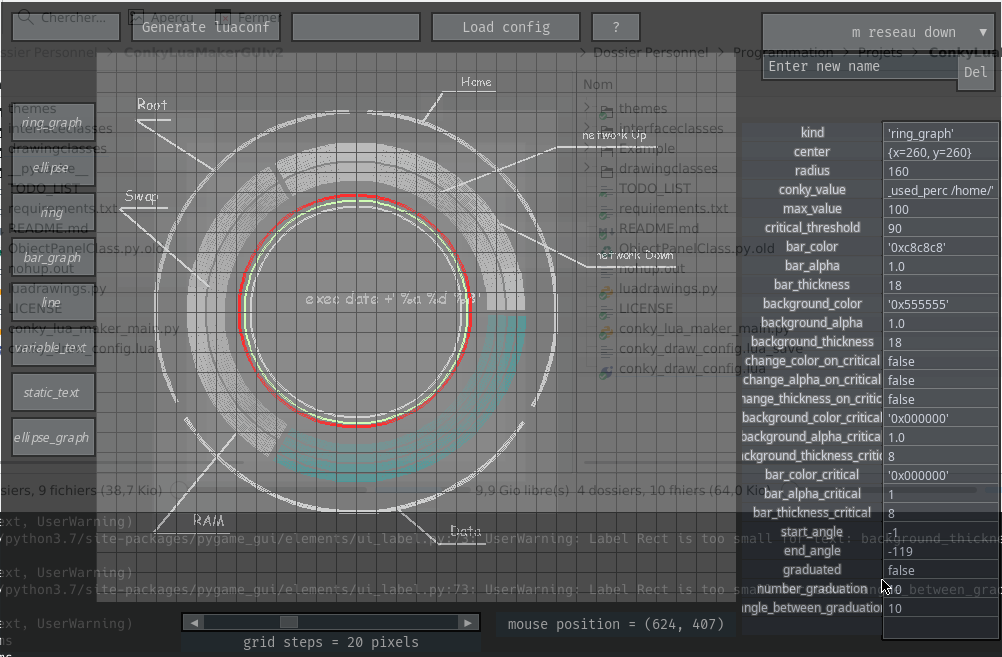 Chercher... Aperçu Fermer
Generate luaconf
Load config
?
m reseau down ▼
Enter new name
Del
ssier Personnel > ConkyLuaMakerGUIv2
> Dossier Personnel > Programmation > Projets > ConkyLua
Nom
themes
interfaceclasses
drawingclasses
TODO_LIST
requirements.txt
README.md
ObjectPanelClass.py.old
nohup.out
luadrawings.py
LICENSE
conky_lua_maker_main.py
conky_draw_config.lua
themes
interfaceclasses
Example
drawingclasses
TODO_LIST
requirements.txt
README.md
ObjectPanelClass.py.old
nohup.out
luadrawings.py
LICENSE
conky_lua_maker_main.py
conky_draw_config.lua_save
conky_draw_config.lua
ring_graph
ellipse
ring
bar_graph
line
variable_text
static_text
ellipse_graph
Root
Home
network Up
Swap
network Down
exec date +' %a %d %B'
RAM
Data
kind 'ring_graph'
center {x=260, y=260}
radius 160
conky_value _used_perc /home/'
max_value 100
critical_threshold 90
bar_color '0xc8c8c8'
bar_alpha 1.0
bar_thickness 18
background_color '0x555555'
background_alpha 1.0
background_thickness 18
change_color_on_critical false
change_alpha_on_critical false
hange_thickness_on_critic false
background_color_critical '0x000000'
background_alpha_critical 1.0
ackground_thickness_critic 8
bar_color_critical '0x000000'
bar_alpha_critical 1
bar_thickness_critical 8
start_angle -1
end_angle -119
graduated false
number_graduation 10
angle_between_graduation 10
siers, 9 fichiers (38,7 Kio)
9,9 Gio libre(s)
4 dossiers, 10 fhiers (64,0 Kio)
ext, UserWarning)
/python3.7/site-packages/pygame_gui/elements/ui_label.py:73: UserWarning: Label Rect is too small for text: background_thickne
ext, UserWarning)
/python3.7/site-packages/pygame_gui/elements/ui_label.py:73: UserWarning: Label Rect is too small
ext, UserWarning)
◀ ▶
grid steps = 20 pixels
mouse position = (624, 407)